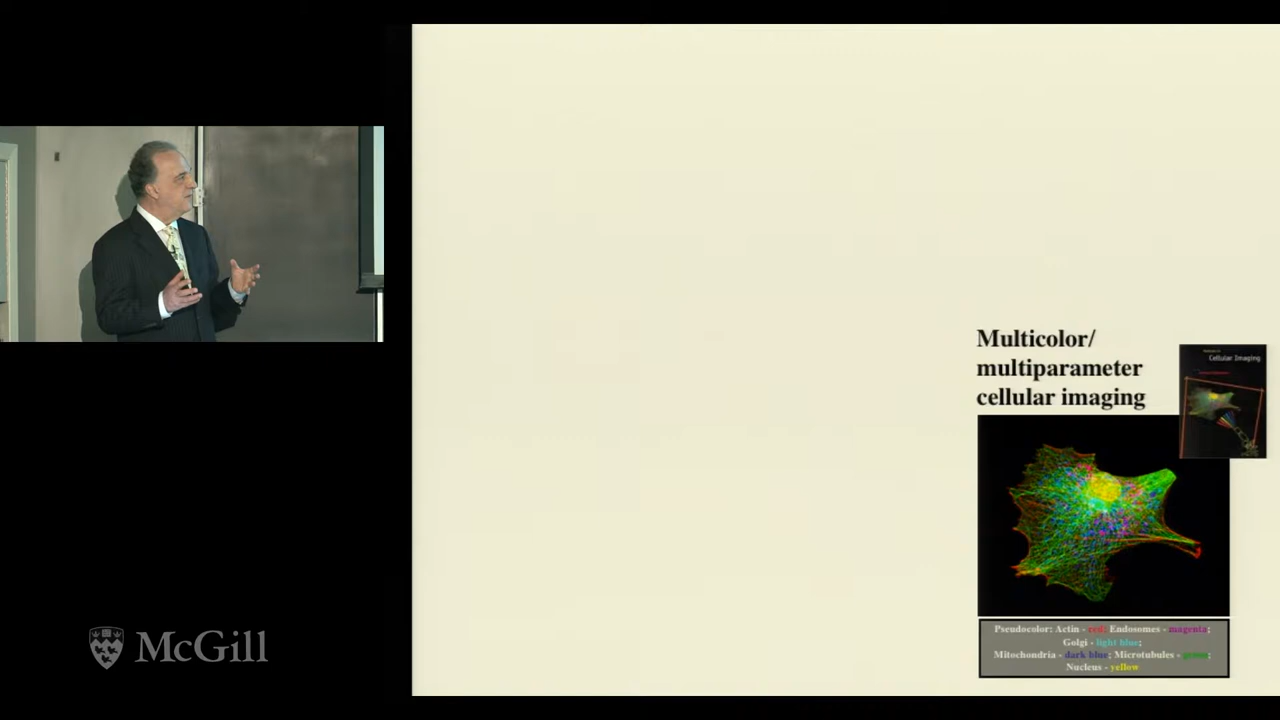 Multicolor/
multiparameter
cellular imaging
Cellular Imaging
Pseudocolor: Actin - red; Endosomes - magenta;
Golgi - light blue;
Mitochondria - dark blue; Microtubules - green;
Nucleus - yellow
McGill